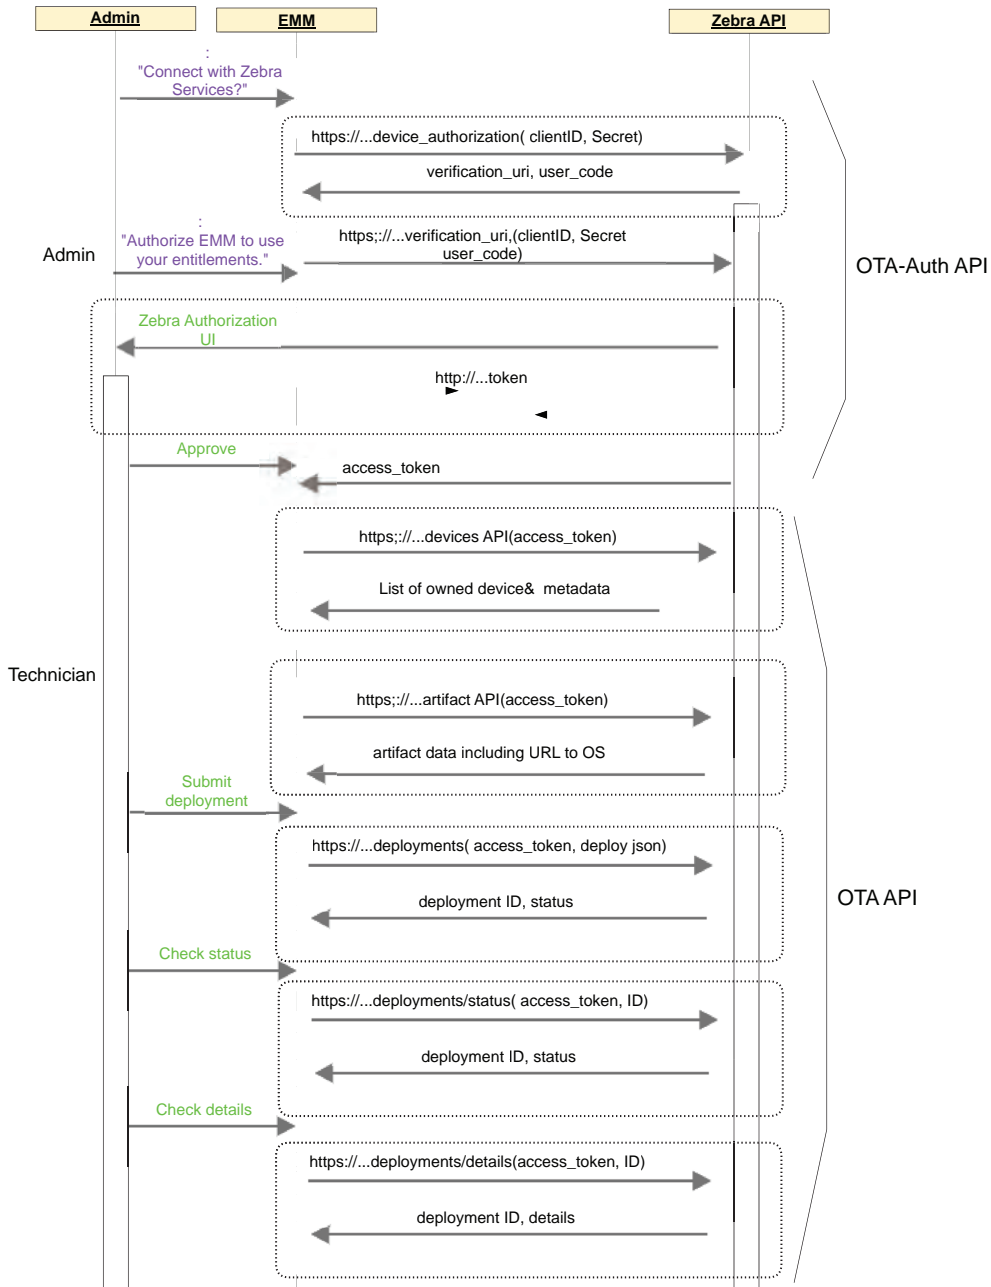 Admin
EMM
Zebra API
:
"Connect with Zebra
Services?"
https://...device_authorization( clientID, Secret)
verification_uri, user_code
:
"Authorize EMM to use
your entitlements."
https;://...verification_uri,(clientID, Secret
user_code)
Admin
OTA-Auth API
Zebra Authorization
UI
http://...token
Approve
access_token
https;://...devices API(access_token)
List of owned device&  metadata
Technician
https;://...artifact API(access_token)
artifact data including URL to OS
Submit
deployment
https://...deployments( access_token, deploy json)
deployment ID, status
OTA API
Check status
https://...deployments/status( access_token, ID)
deployment ID, status
Check details
https://...deployments/details(access_token, ID)
deployment ID, details